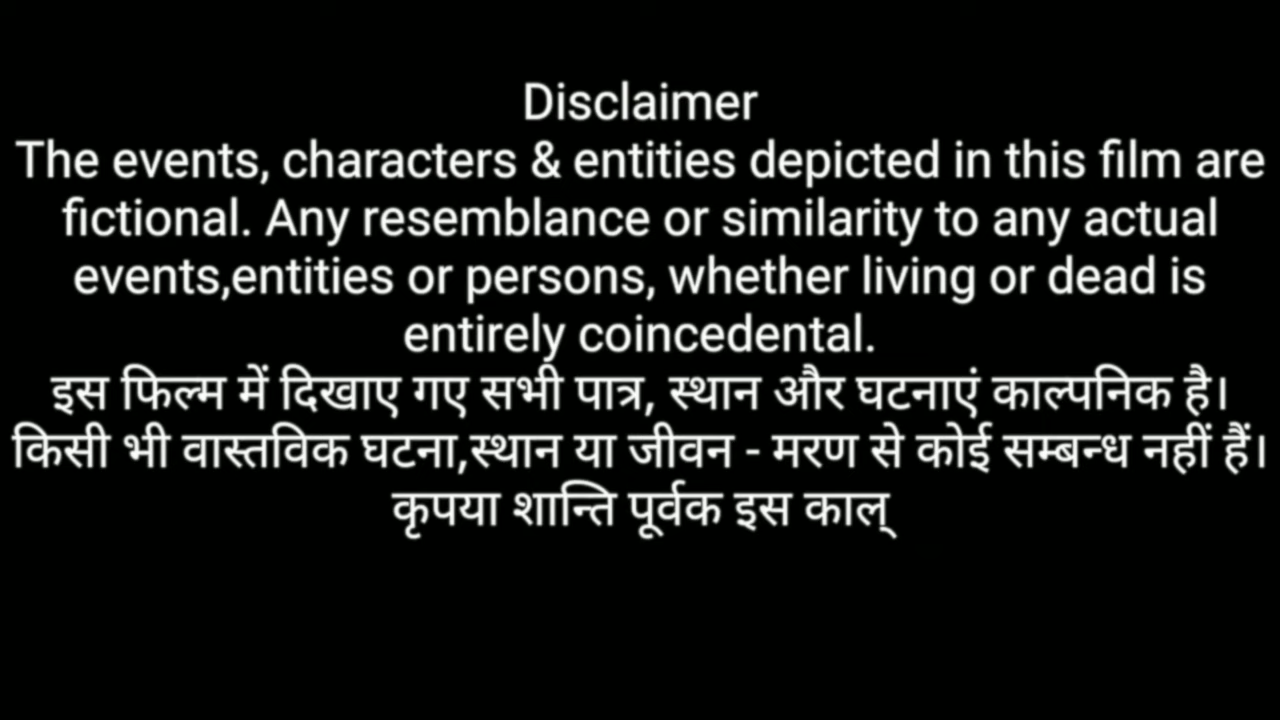 Disclaimer
The events, characters & entities depicted in this film are
fictional. Any resemblance or similarity to any actual
events,entities or persons, whether living or dead is
entirely coincedental.
इस फिल्म में दिखाए गए सभी पात्र, स्थान और घटनाएं काल्पनिक है।
किसी भी वास्तविक घटना,स्थान या जीवन - मरण से कोई सम्बन्ध नहीं हैं।
कृपया शान्ति पूर्वक इस काल्